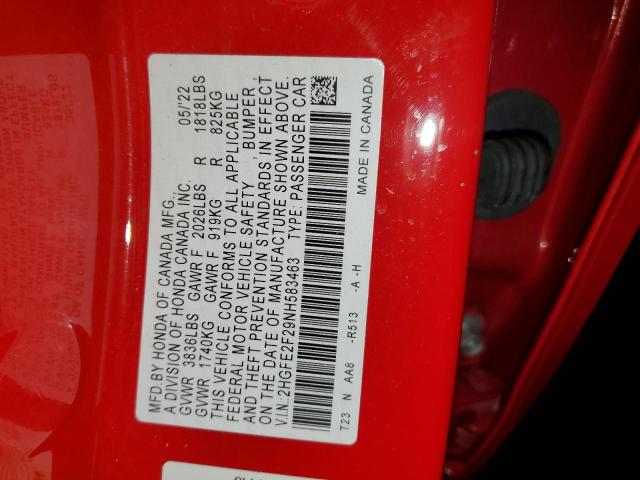 MFD.BY HONDA OF CANADA MFG. 05/'22
A DIVISION OF HONDA CANADA INC.
GVWR 3836LBS GAWR F 2026LBS R 1818LBS
GVWR 1740KG GAWR F 919KG R 825KG
THIS VEHICLE CONFORMS TO ALL APPLICABLE
FEDERAL MOTOR VEHICLE SAFETY BUMPER,
AND THEFT PREVENTION STANDARDS IN EFFECT
ON THE DATE OF MANUFACTURE SHOWN ABOVE.
V.I.N.:2HGFE2F29NH583463 TYPE: PASSENGER CAR
T23 N AA8 -R513 -A -H MADE IN CANADA